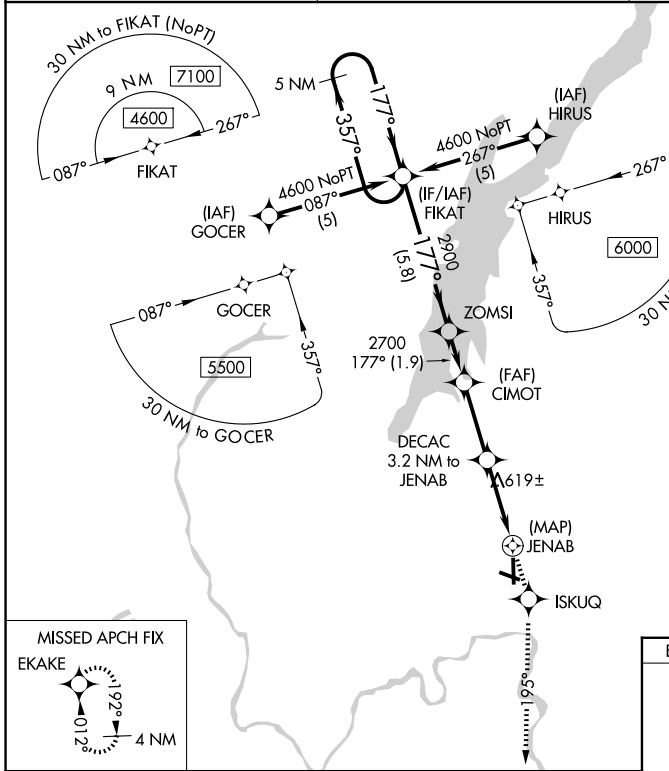 30 NM to FIKAT (NoPT)
9 NM
7100
4600
087°
267°
FIKAT
5 NM
357°
177°
(IAF)
HIRUS
4600 NoPT
267°
(5)
4600 NoPT
087°
(5)
(IAF)
GOCER
(IF/IAF)
FIKAT
267°
HIRUS
6000
357°
30 N
2900
177°
(5.8)
087°
GOCER
357°
5500
30 NM to GOCER
ZOMSI
2700
177° (1.9)
(FAF)
CIMOT
DECAC
3.2 NM to
JENAB
619±
(MAP)
JENAB
ISKUQ
195°
MISSED APCH FIX
EKAKE
192°
012°
4 NM
E